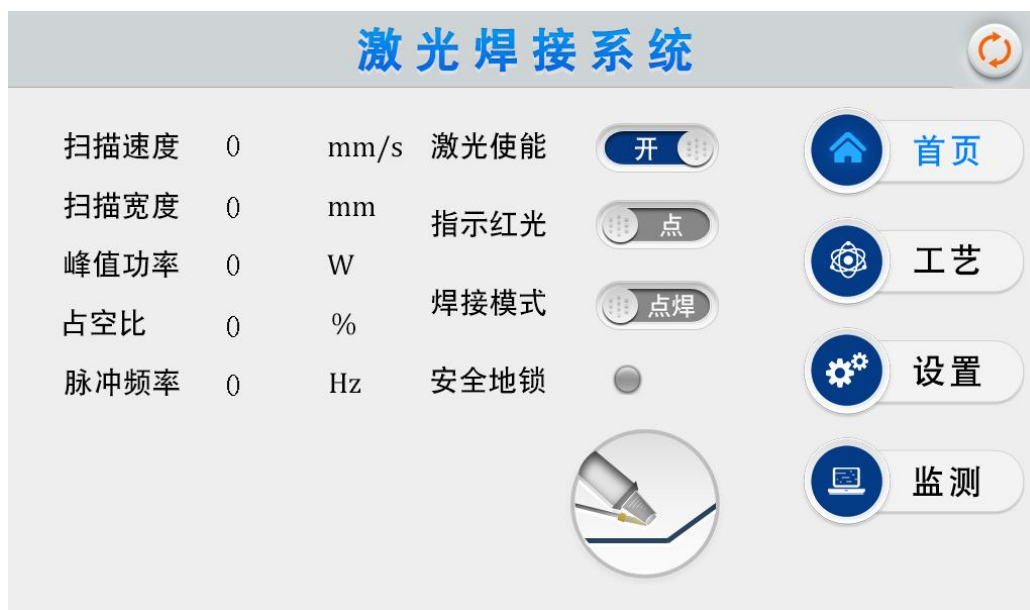 激光焊接系统
扫描速度 0 mm/s
扫描宽度 0 mm
峰值功率 0 W
占空比 0 %
脉冲频率 0 Hz
激光使能 开
指示红光 点
焊接模式 点焊
安全地锁
首页
工艺
设置
监测